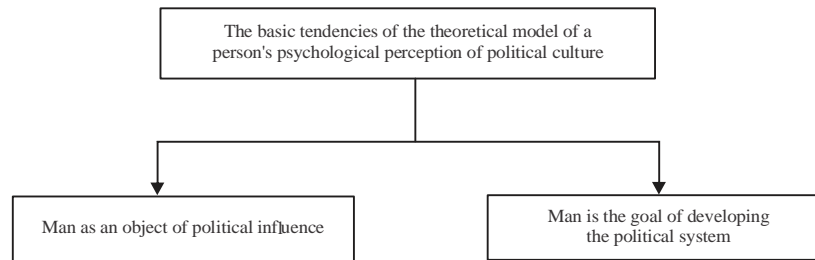 The basic tendencies of the theoretical model of a
person's psychological perception of political culture
Man as an object of political influence
Man is the goal of developing
the political system